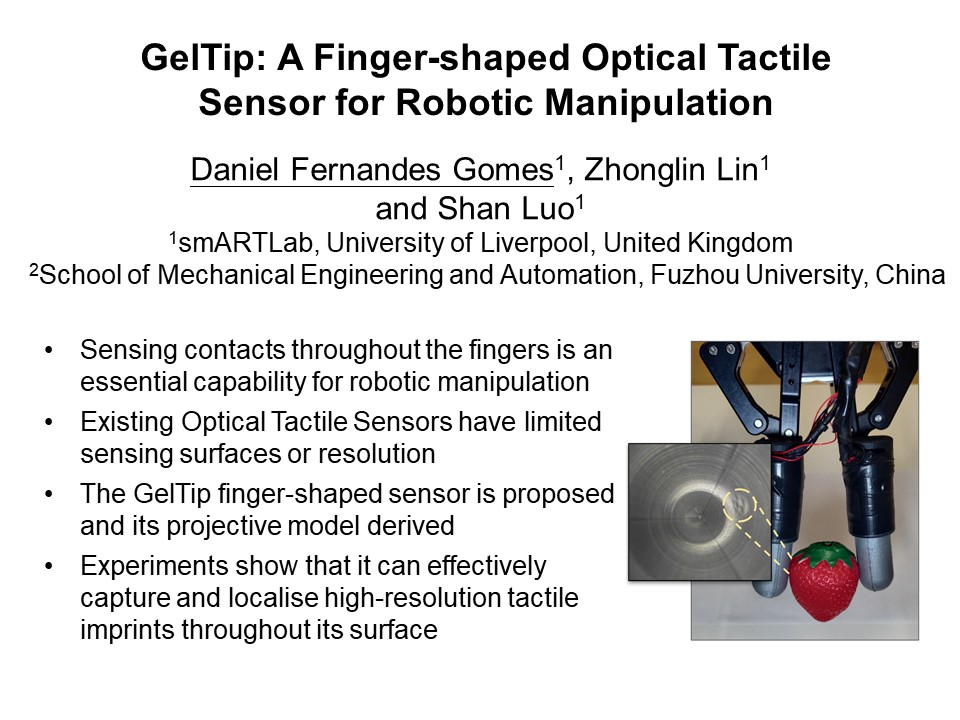 GelTip: A Finger-shaped Optical Tactile
Sensor for Robotic Manipulation
Daniel Fernandes Gomes¹, Zhonglin Lin¹
and Shan Luo¹
¹smARTLab, University of Liverpool, United Kingdom
²School of Mechanical Engineering and Automation, Fuzhou University, China
• Sensing contacts throughout the fingers is an
essential capability for robotic manipulation
• Existing Optical Tactile Sensors have limited
sensing surfaces or resolution
• The GelTip finger-shaped sensor is proposed
and its projective model derived
• Experiments show that it can effectively
capture and localise high-resolution tactile
imprints throughout its surface